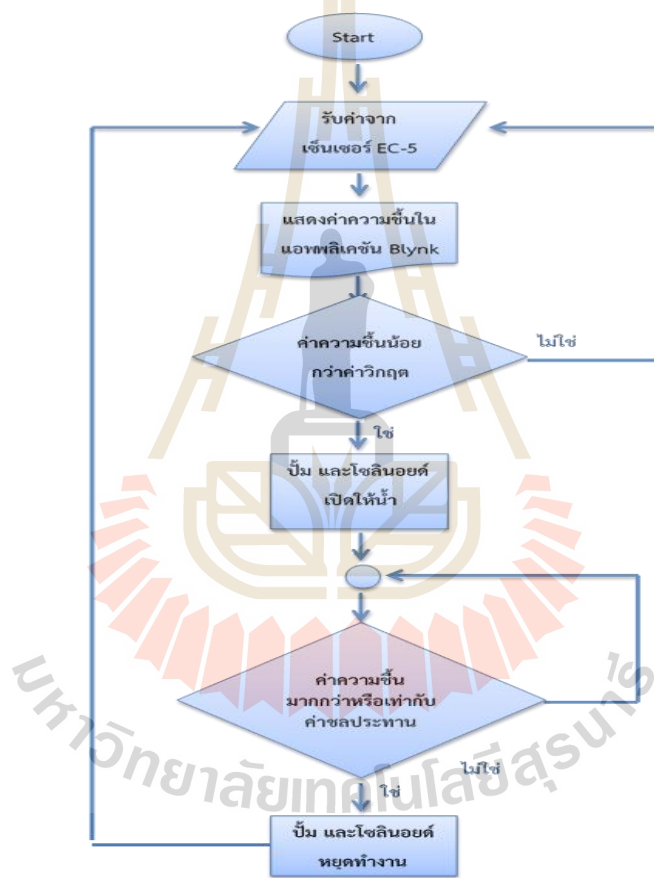 Start
รับค่าจาก
เซ็นเซอร์ EC-5
แสดงค่าความชื้นใน
แอพพลิเคชัน Blynk
ค่าความชื้นน้อย
กว่าค่าวิกฤต
ไม่ใช่
ใช่
ปั้ม และโซลินอยด์
เปิดให้น้ำ
ค่าความชื้น
มากกว่าหรือเท่ากับ
ค่าชลประทาน
ไม่ใช่
ใช่
ปั้ม และโซลินอยด์
หยุดทำงาน
มหาวิทยาลัยเทคโนโลยีสุรนารี